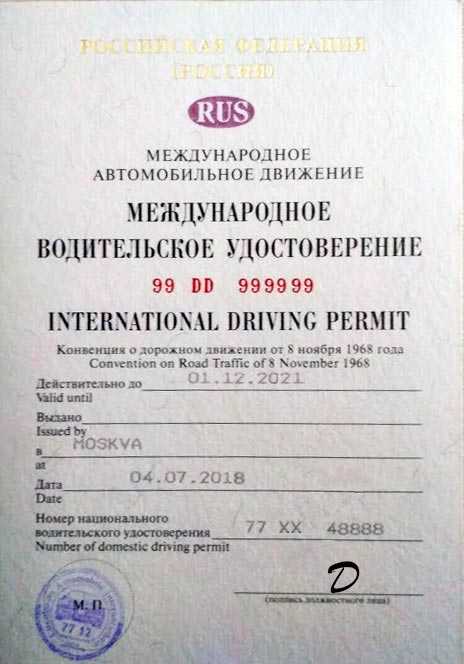 РОССИЙСКАЯ ФЕДЕРАЦИЯ
(РОССИЯ)
RUS
МЕЖДУНАРОДНОЕ
АВТОМОБИЛЬНОЕ ДВИЖЕНИЕ
МЕЖДУНАРОДНОЕ
ВОДИТЕЛЬСКОЕ УДОСТОВЕРЕНИЕ
99 DD 999999
INTERNATIONAL DRIVING PERMIT
Конвенция о дорожном движении от 8 ноября 1968 года
Convention on Road Traffic of 8 November 1968
Действительно до 01.12.2021
Valid until
Выдано
Issued by
в MOSKVA
at
Дата 04.07.2018
Date
Номер национального
водительского удостоверения 77 XX 48888
Number of domestic driving permit
D
М. П.
(подпись должностного лица)
77 12